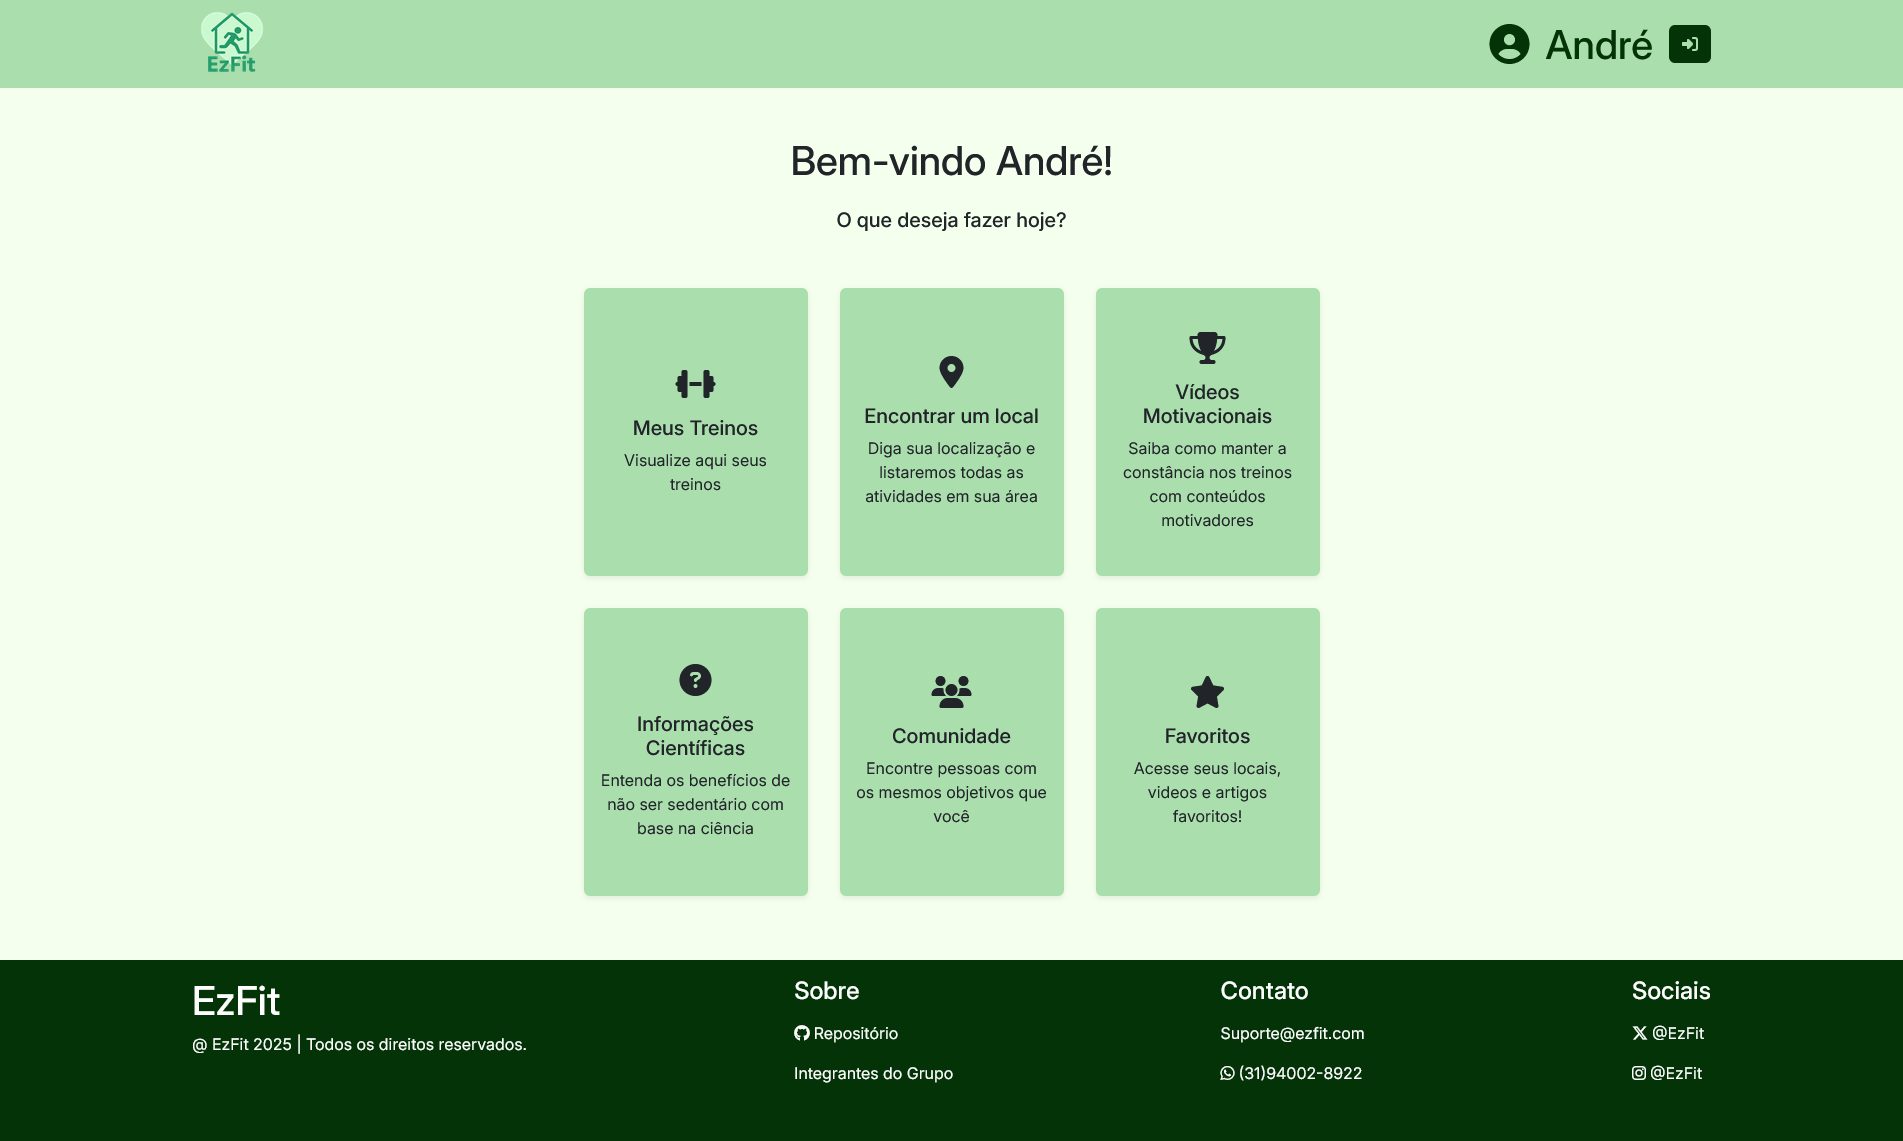 EzFit
André
Bem-vindo André!
O que deseja fazer hoje?
Meus Treinos
Visualize aqui seus
treinos
Encontrar um local
Diga sua localização e
listaremos todas as
atividades em sua área
Vídeos
Motivacionais
Saiba como manter a
constância nos treinos
com conteúdos
motivadores
Informações
Científicas
Entenda os benefícios de
não ser sedentário com
base na ciência
Comunidade
Encontre pessoas com
os mesmos objetivos que
você
Favoritos
Acesse seus locais,
videos e artigos
favoritos!
EzFit
@ EzFit 2025 | Todos os direitos reservados.
Sobre
Repositório
Integrantes do Grupo
Contato
Suporte@ezfit.com
(31)94002-8922
Sociais
@EzFit
@EzFit